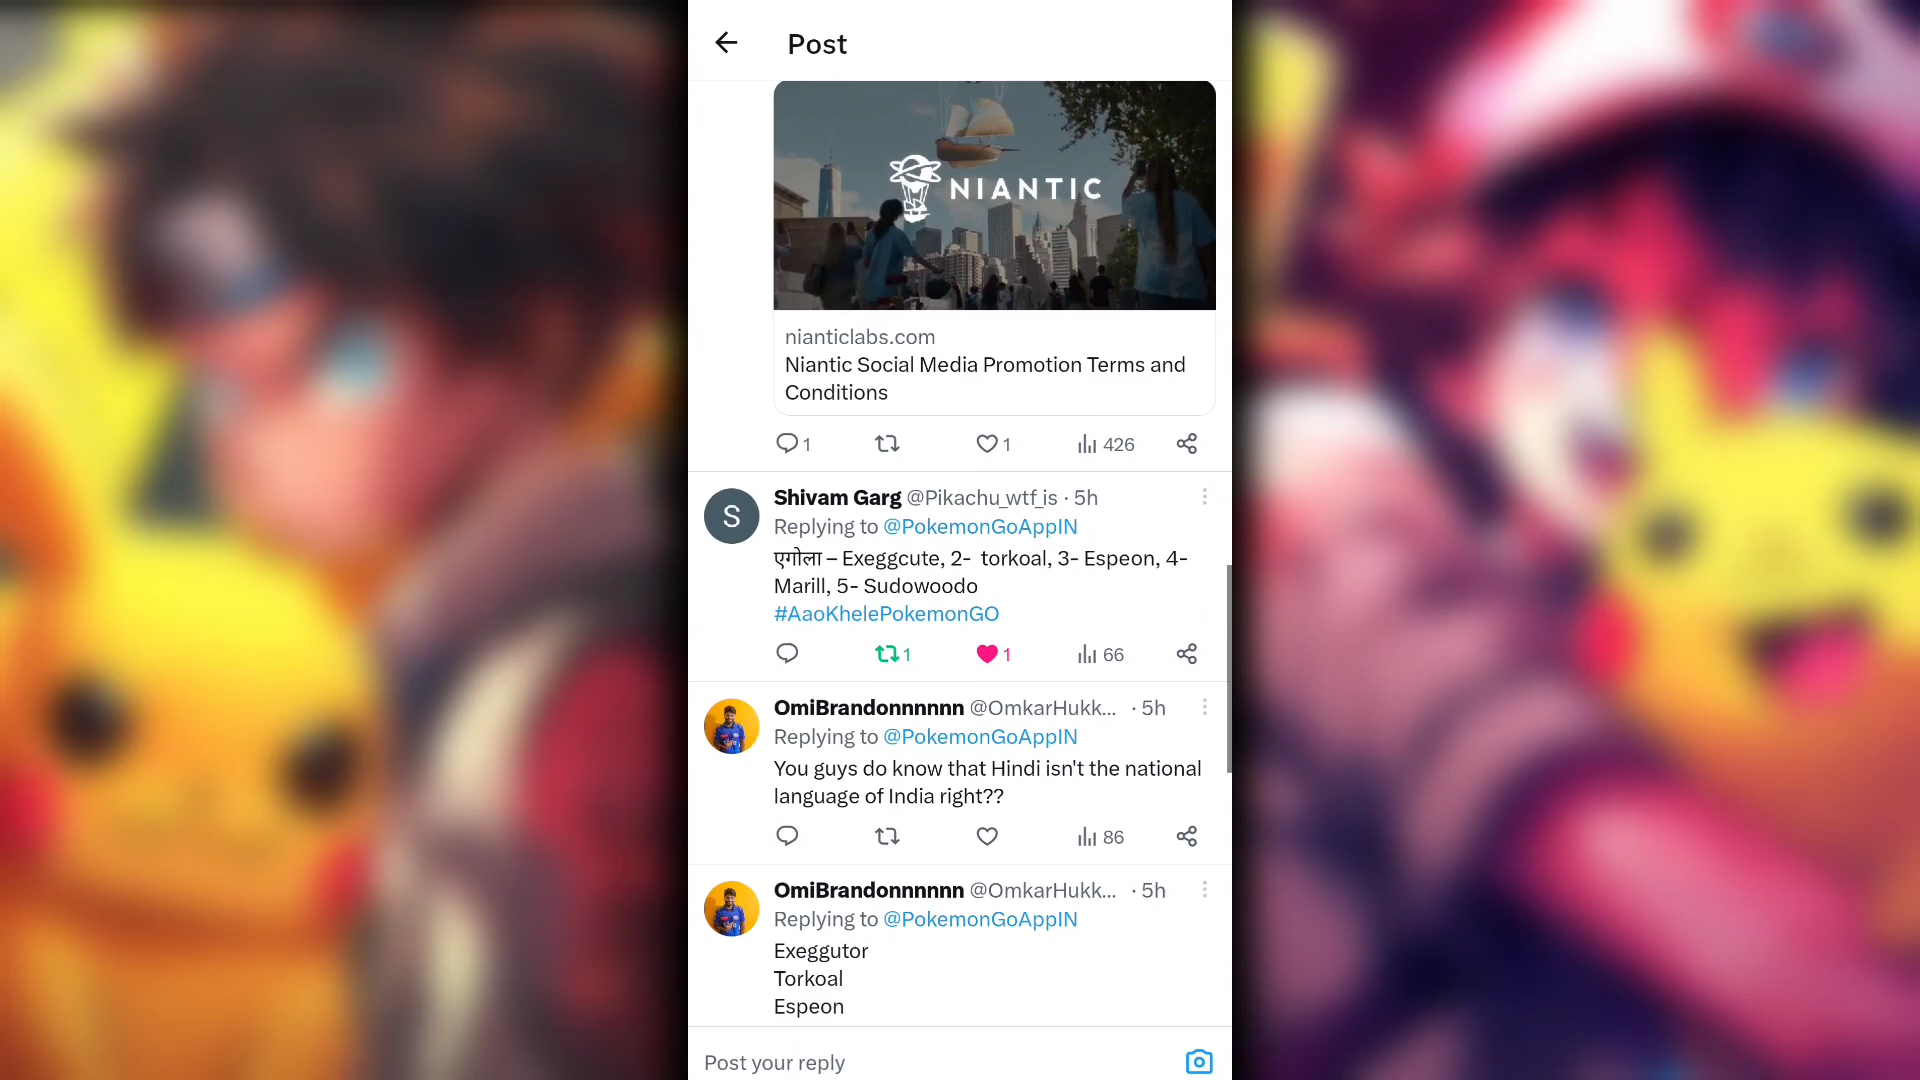 Post
NIANTIC
nianticlabs.com
Niantic Social Media Promotion Terms and
Conditions
1 1 426
S
Shivam Garg @Pikachu_wtf_is · 5h
Replying to @PokemonGoAppIN
एगोला – Exeggcute, 2- torkoal, 3- Espeon, 4-
Marill, 5- Sudowoodo
#AaoKhelePokemonGO
1 1 66
OmiBrandonnnnnn @OmkarHukk... · 5h
Replying to @PokemonGoAppIN
You guys do know that Hindi isn't the national
language of India right??
86
OmiBrandonnnnnn @OmkarHukk... · 5h
Replying to @PokemonGoAppIN
Exeggutor
Torkoal
Espeon
Post your reply